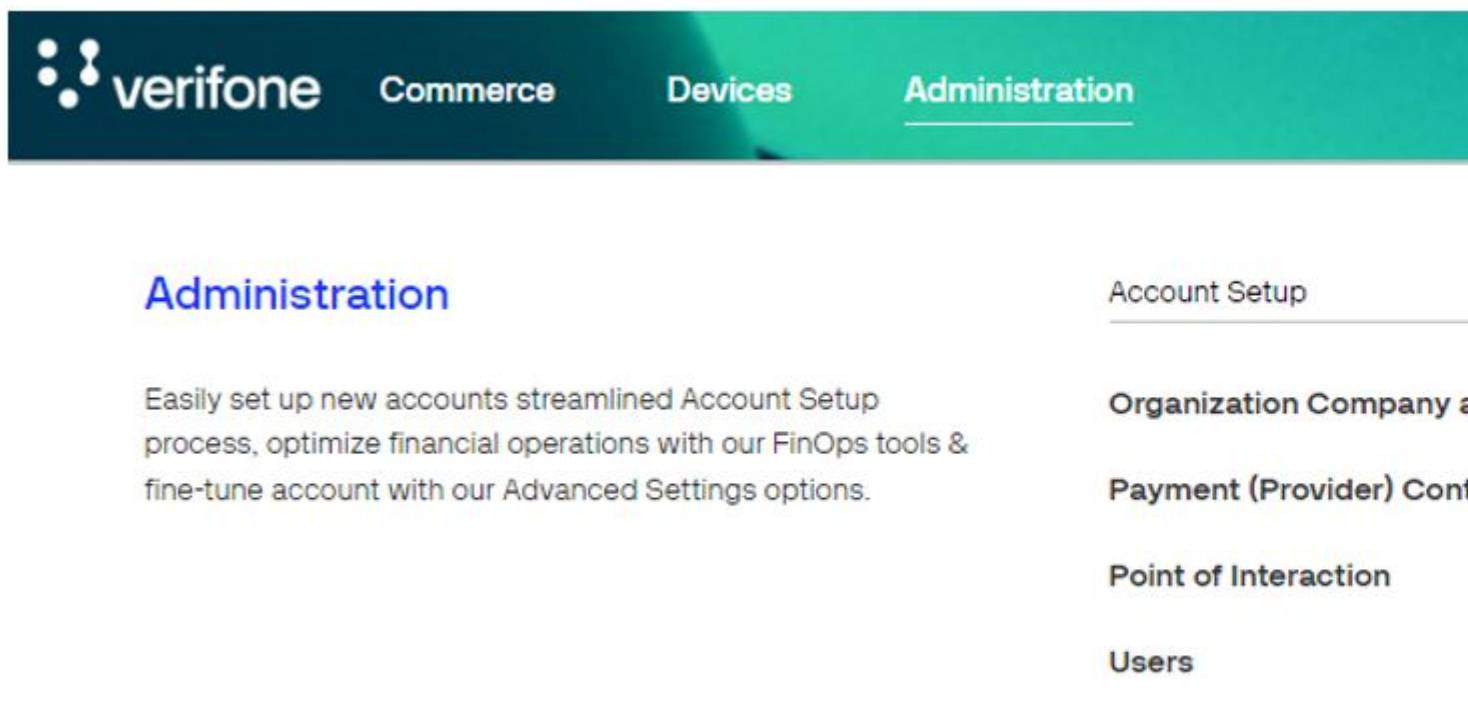 verifone Commerce Devices Administration
Administration
Easily set up new accounts streamlined Account Setup
process, optimize financial operations with our FinOps tools &
fine-tune account with our Advanced Settings options.
Account Setup
Organization Company
Payment (Provider)
Point of Interaction
Users